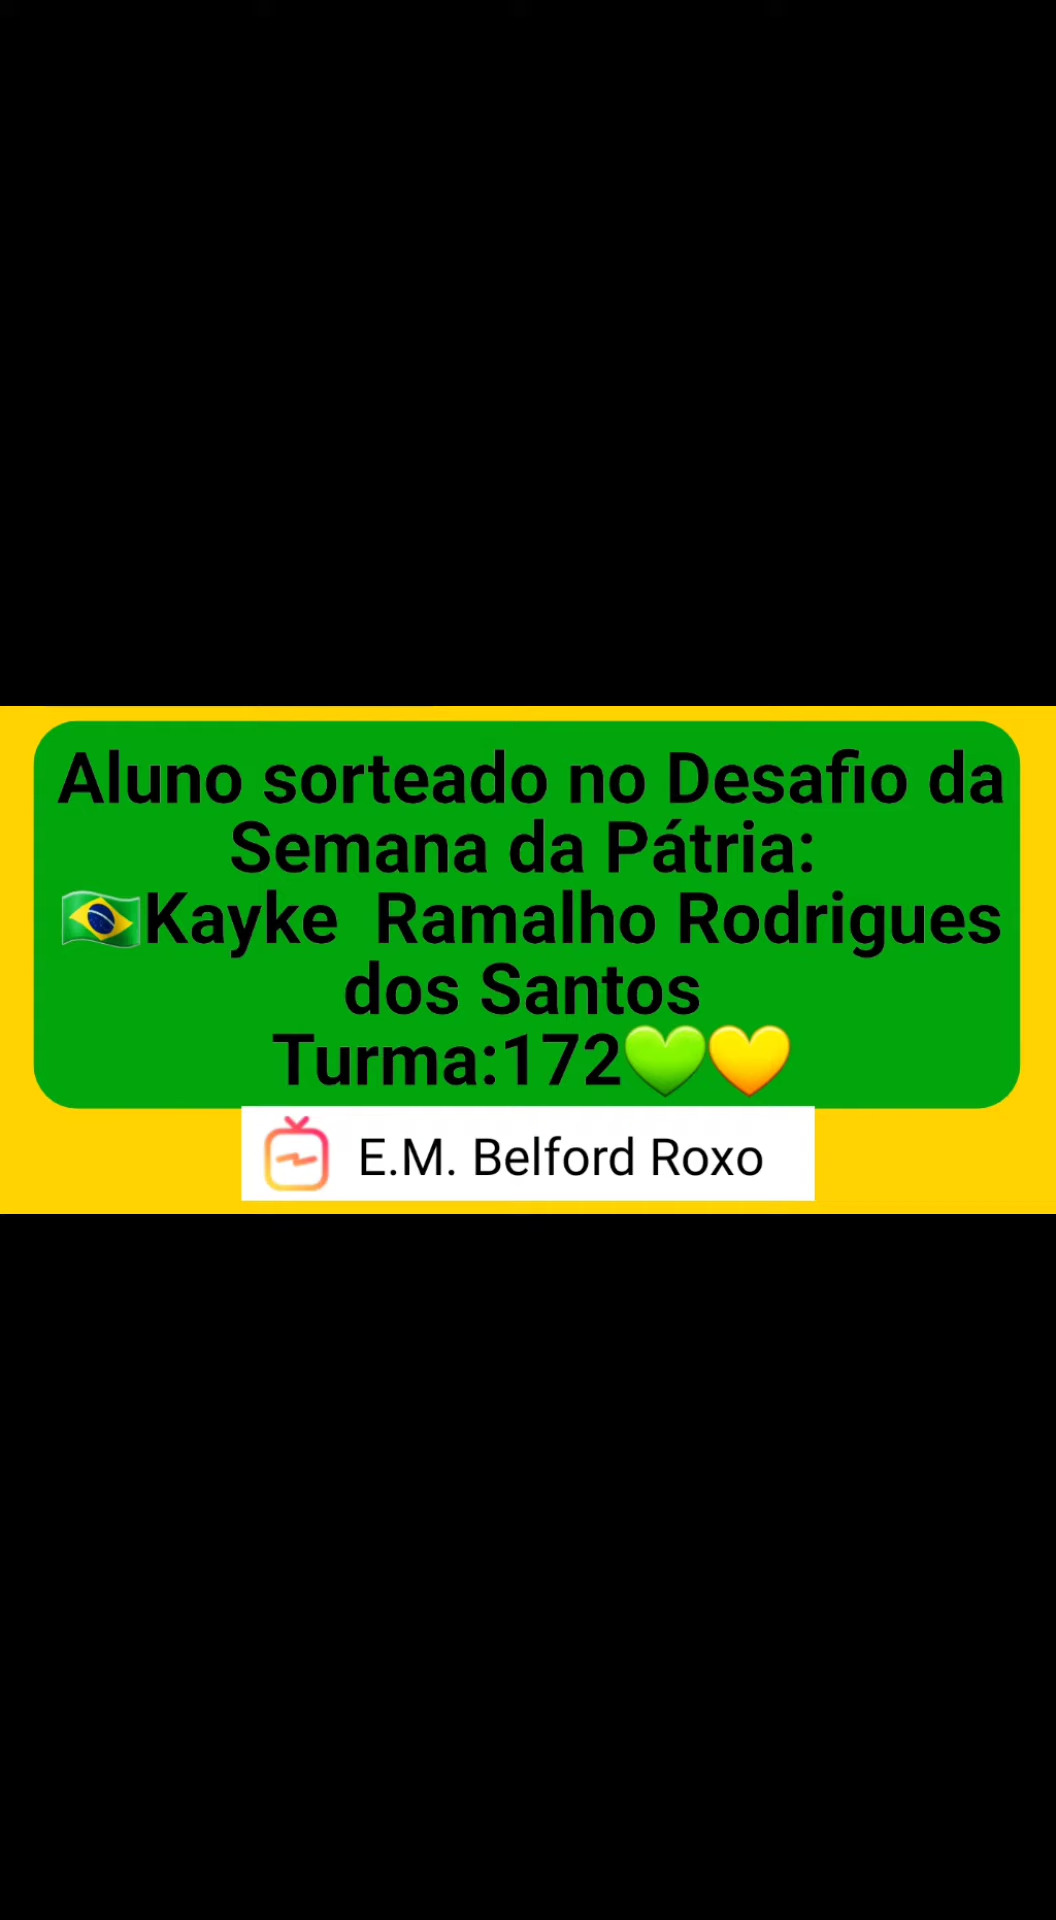 Aluno sorteado no Desafio da
Semana da Pátria:
🇧🇷Kayke  Ramalho Rodrigues
dos Santos
Turma:172💚💛
E.M. Belford Roxo